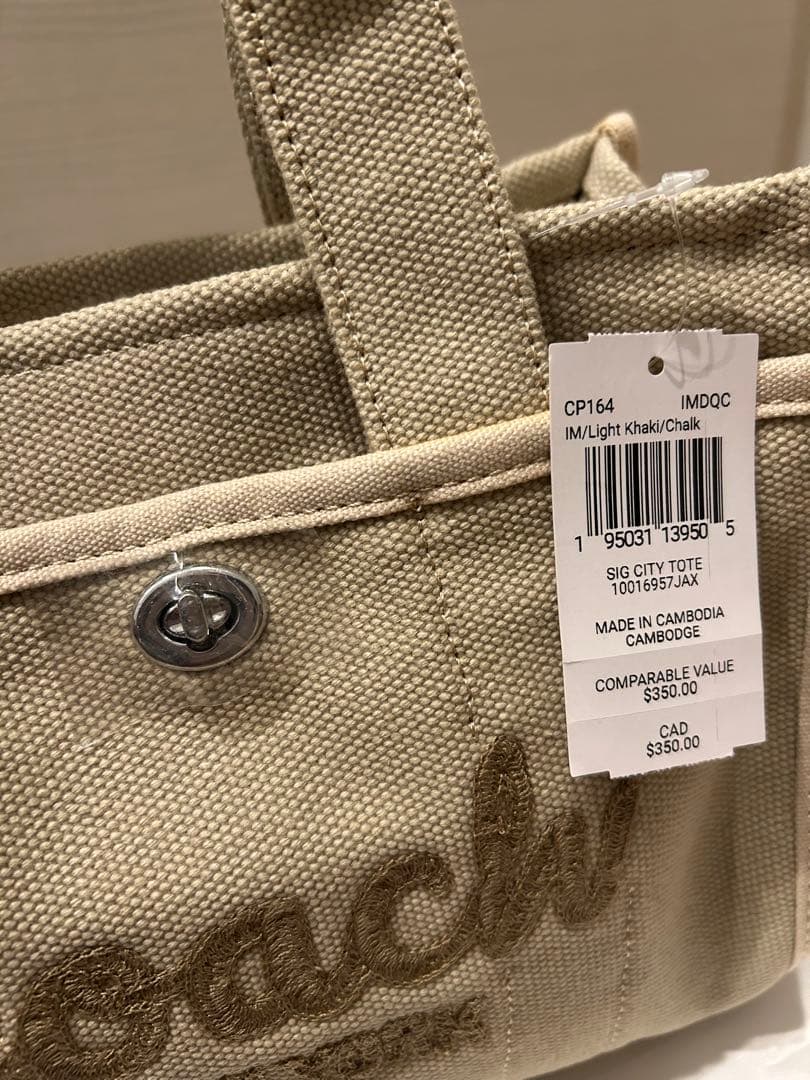 CP164 IMDQC
IM/Light Khaki/Chalk
1 95031 13950 5
SIG CITY TOTE
10016957JAX
MADE IN CAMBODIA
CAMBODGE
COMPARABLE VALUE
$350.00
CAD
$350.00
oach